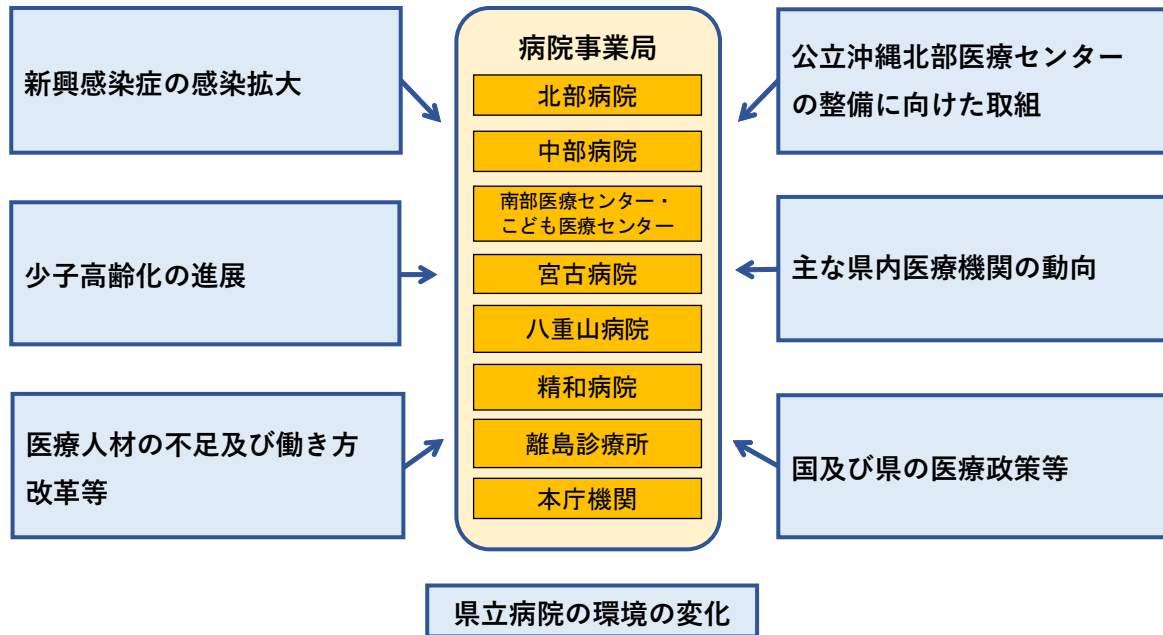 新興感染症の感染拡大
少子高齢化の進展
医療人材の不足及び働き方
改革等
病院事業局
北部病院
中部病院
南部医療センター・
こども医療センター
宮古病院
八重山病院
精和病院
離島診療所
本庁機関
公立沖縄北部医療センター
の整備に向けた取組
主な県内医療機関の動向
国及び県の医療政策等
県立病院の環境の変化